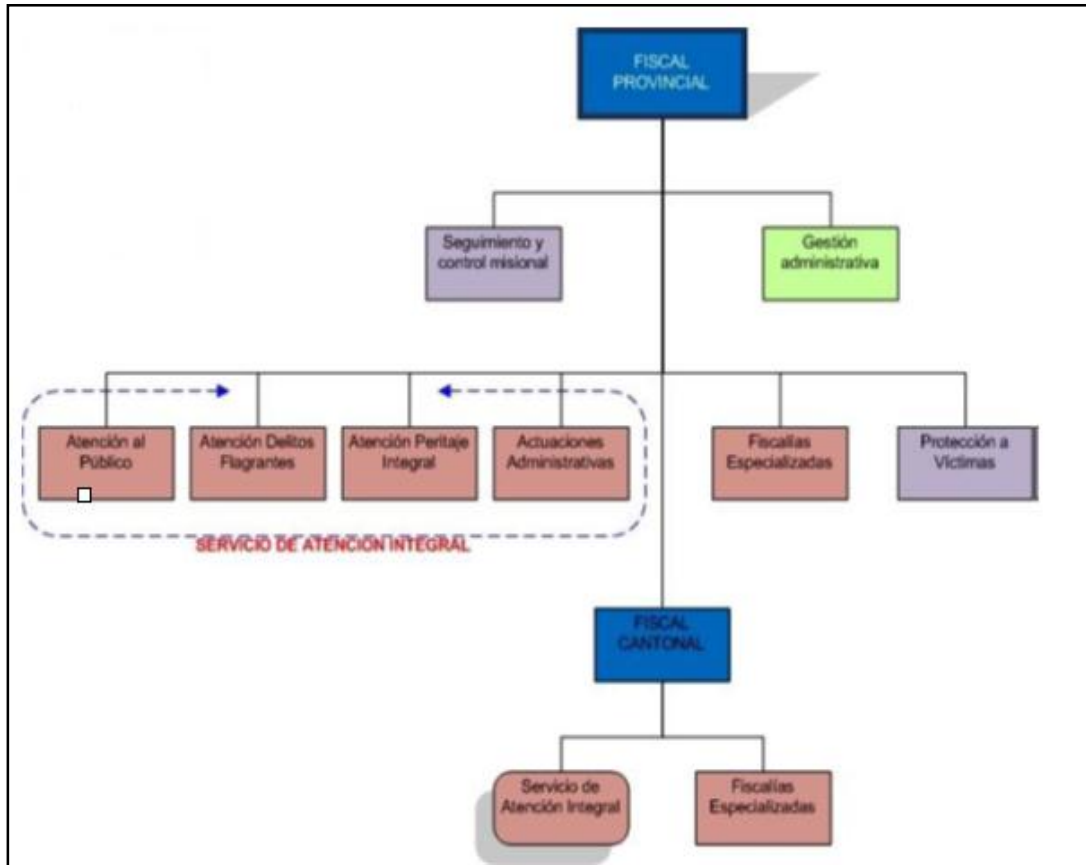 FISCAL
PROVINCIAL
Seguimiento y
control misional
Gestión
administrativa
Atención al
Público
Atención Delitos
Flagrantes
Atención Peritaje
Integral
Actuaciones
Administrativas
Fiscalías
Especializadas
Protección a
Víctimas
SERVICIO DE ATENCION INTEGRAL
FISCAL
CANTONAL
Servicio de
Atención Integral
Fiscalías
Especializadas